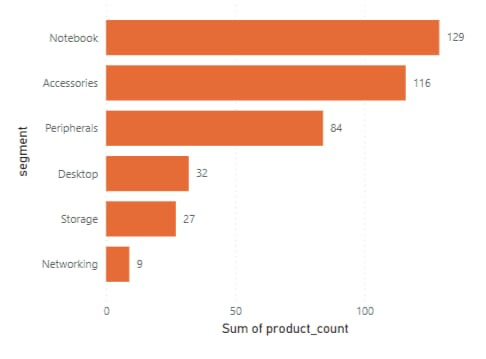 Notebook 129
Accessories 116
Peripherals 84
Desktop 32
Storage 27
Networking 9
segment
0 50 100
Sum of product_count